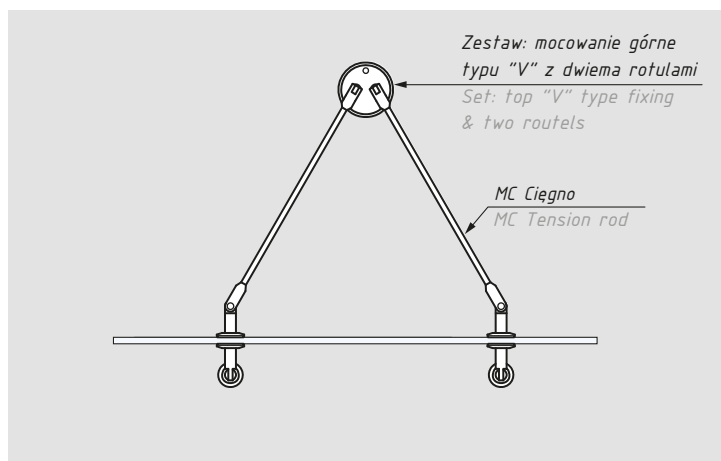 Zestaw: mocowanie górne
typu "V" z dwiema rotulami
Set: top "V" type fixing
& two routels
MC Cięgno
MC Tension rod